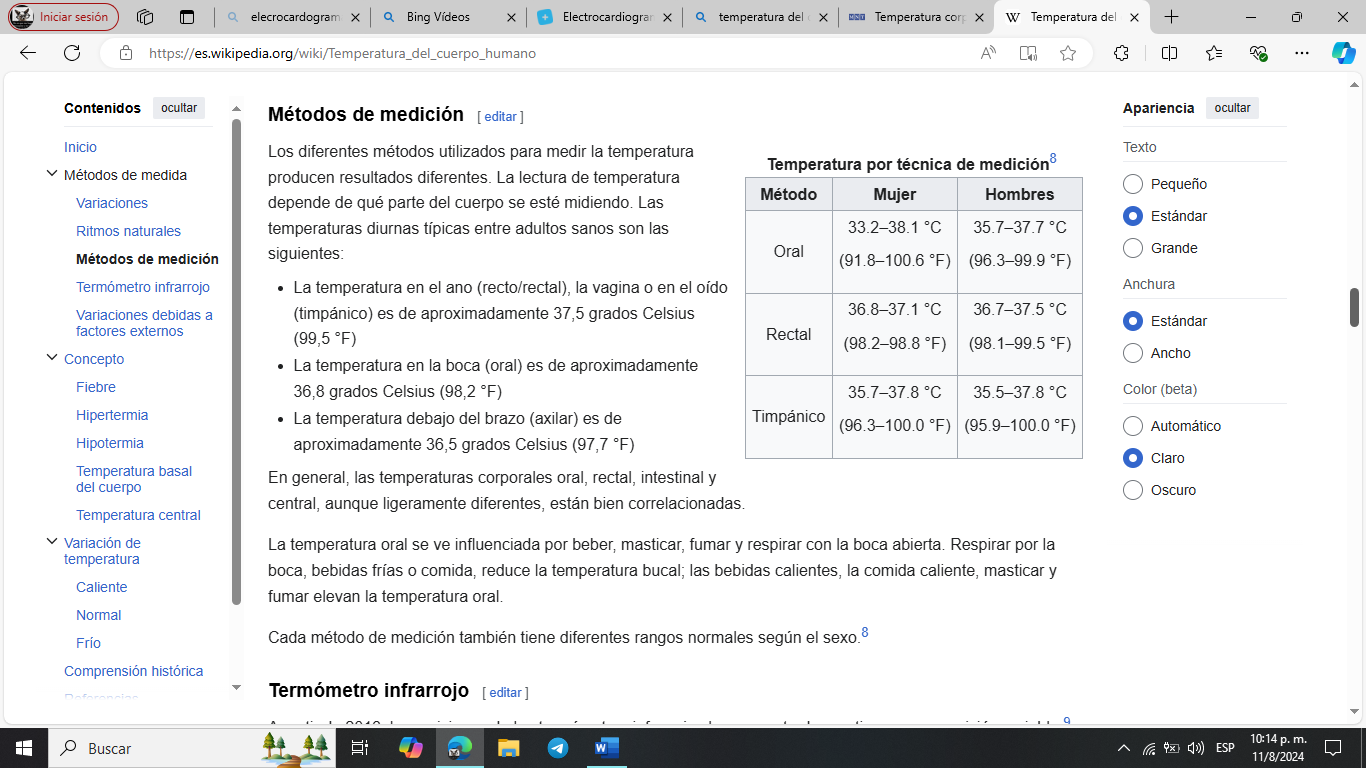 Iniciar sesión
elecrocardogram
Bing Vídeos
Electrocardiogra
temperatura del
Temperatura corp
Temperatura del
https://es.wikipedia.org/wiki/Temperatura_del_cuerpo_humano
Contenidos ocultar
Inicio
Métodos de medida
Variaciones
Ritmos naturales
Métodos de medición
Termómetro infrarrojo
Variaciones debidas a
factores externos
Concepto
Fiebre
Hipertermia
Hipotermia
Temperatura basal
del cuerpo
Temperatura central
Variación de
temperatura
Caliente
Normal
Frío
Comprensión histórica
Referencias
Métodos de medición [ editar ]
Los diferentes métodos utilizados para medir la temperatura
producen resultados diferentes. La lectura de temperatura
depende de qué parte del cuerpo se esté midiendo. Las
temperaturas diurnas típicas entre adultos sanos son las
siguientes:
• La temperatura en el ano (recto/rectal), la vagina o en el oído
(timpánico) es de aproximadamente 37,5 grados Celsius
(99,5 °F)
• La temperatura en la boca (oral) es de aproximadamente
36,8 grados Celsius (98,2 °F)
• La temperatura debajo del brazo (axilar) es de
aproximadamente 36,5 grados Celsius (97,7 °F)
Temperatura por técnica de medición8
Método Mujer Hombres
Oral 33.2–38.1 °C 35.7–37.7 °C
(91.8–100.6 °F) (96.3–99.9 °F)
Rectal 36.8–37.1 °C 36.7–37.5 °C
(98.2–98.8 °F) (98.1–99.5 °F)
Timpánico 35.7–37.8 °C 35.5–37.8 °C
(96.3–100.0 °F) (95.9–100.0 °F)
En general, las temperaturas corporales oral, rectal, intestinal y
central, aunque ligeramente diferentes, están bien correlacionadas.
La temperatura oral se ve influenciada por beber, masticar, fumar y respirar con la boca abierta. Respirar por la
boca, bebidas frías o comida, reduce la temperatura bucal; las bebidas calientes, la comida caliente, masticar y
fumar elevan la temperatura oral.
Cada método de medición también tiene diferentes rangos normales según el sexo.8
Termómetro infrarrojo [ editar ]
Apariencia ocultar
Texto
Pequeño
Estándar
Grande
Anchura
Estándar
Ancho
Color (beta)
Automático
Claro
Oscuro
Buscar
ESP
10:14 p. m.
11/8/2024